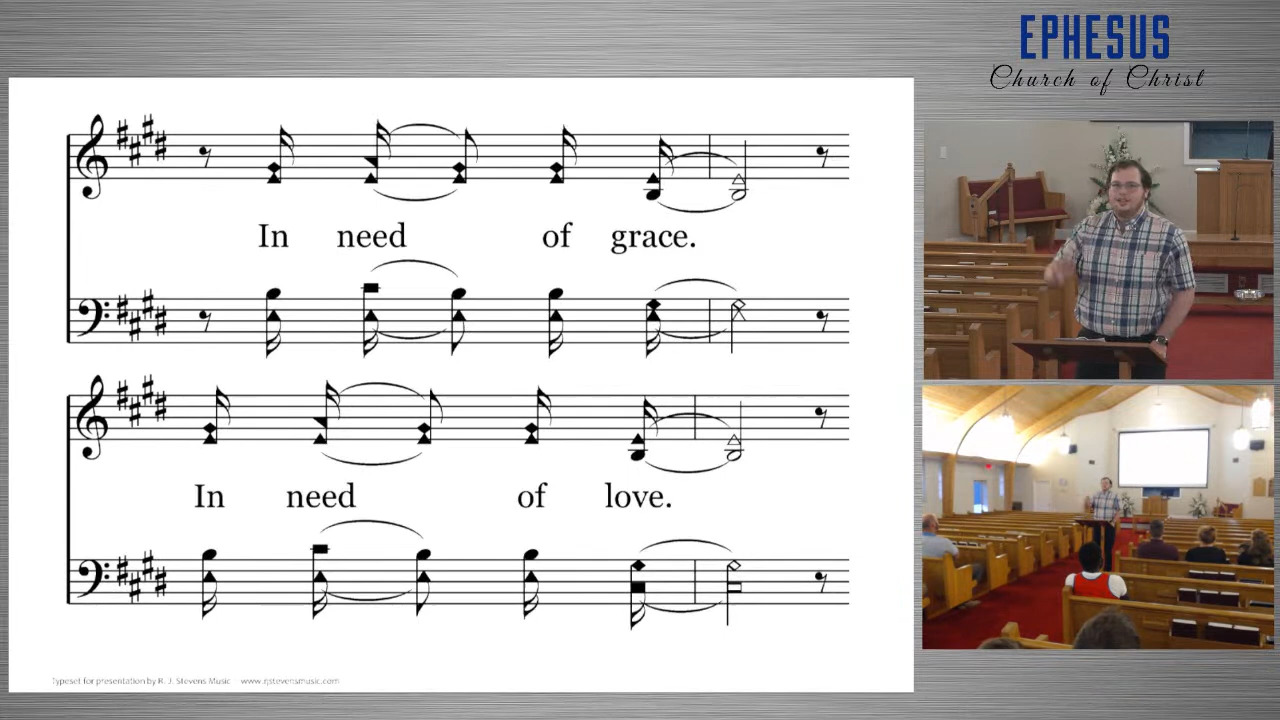 EPHESUS
Church of Christ
In need of grace.
In need of love.
Typeset for presentation by R. J. Stevens Music www.rjstevensmusic.com